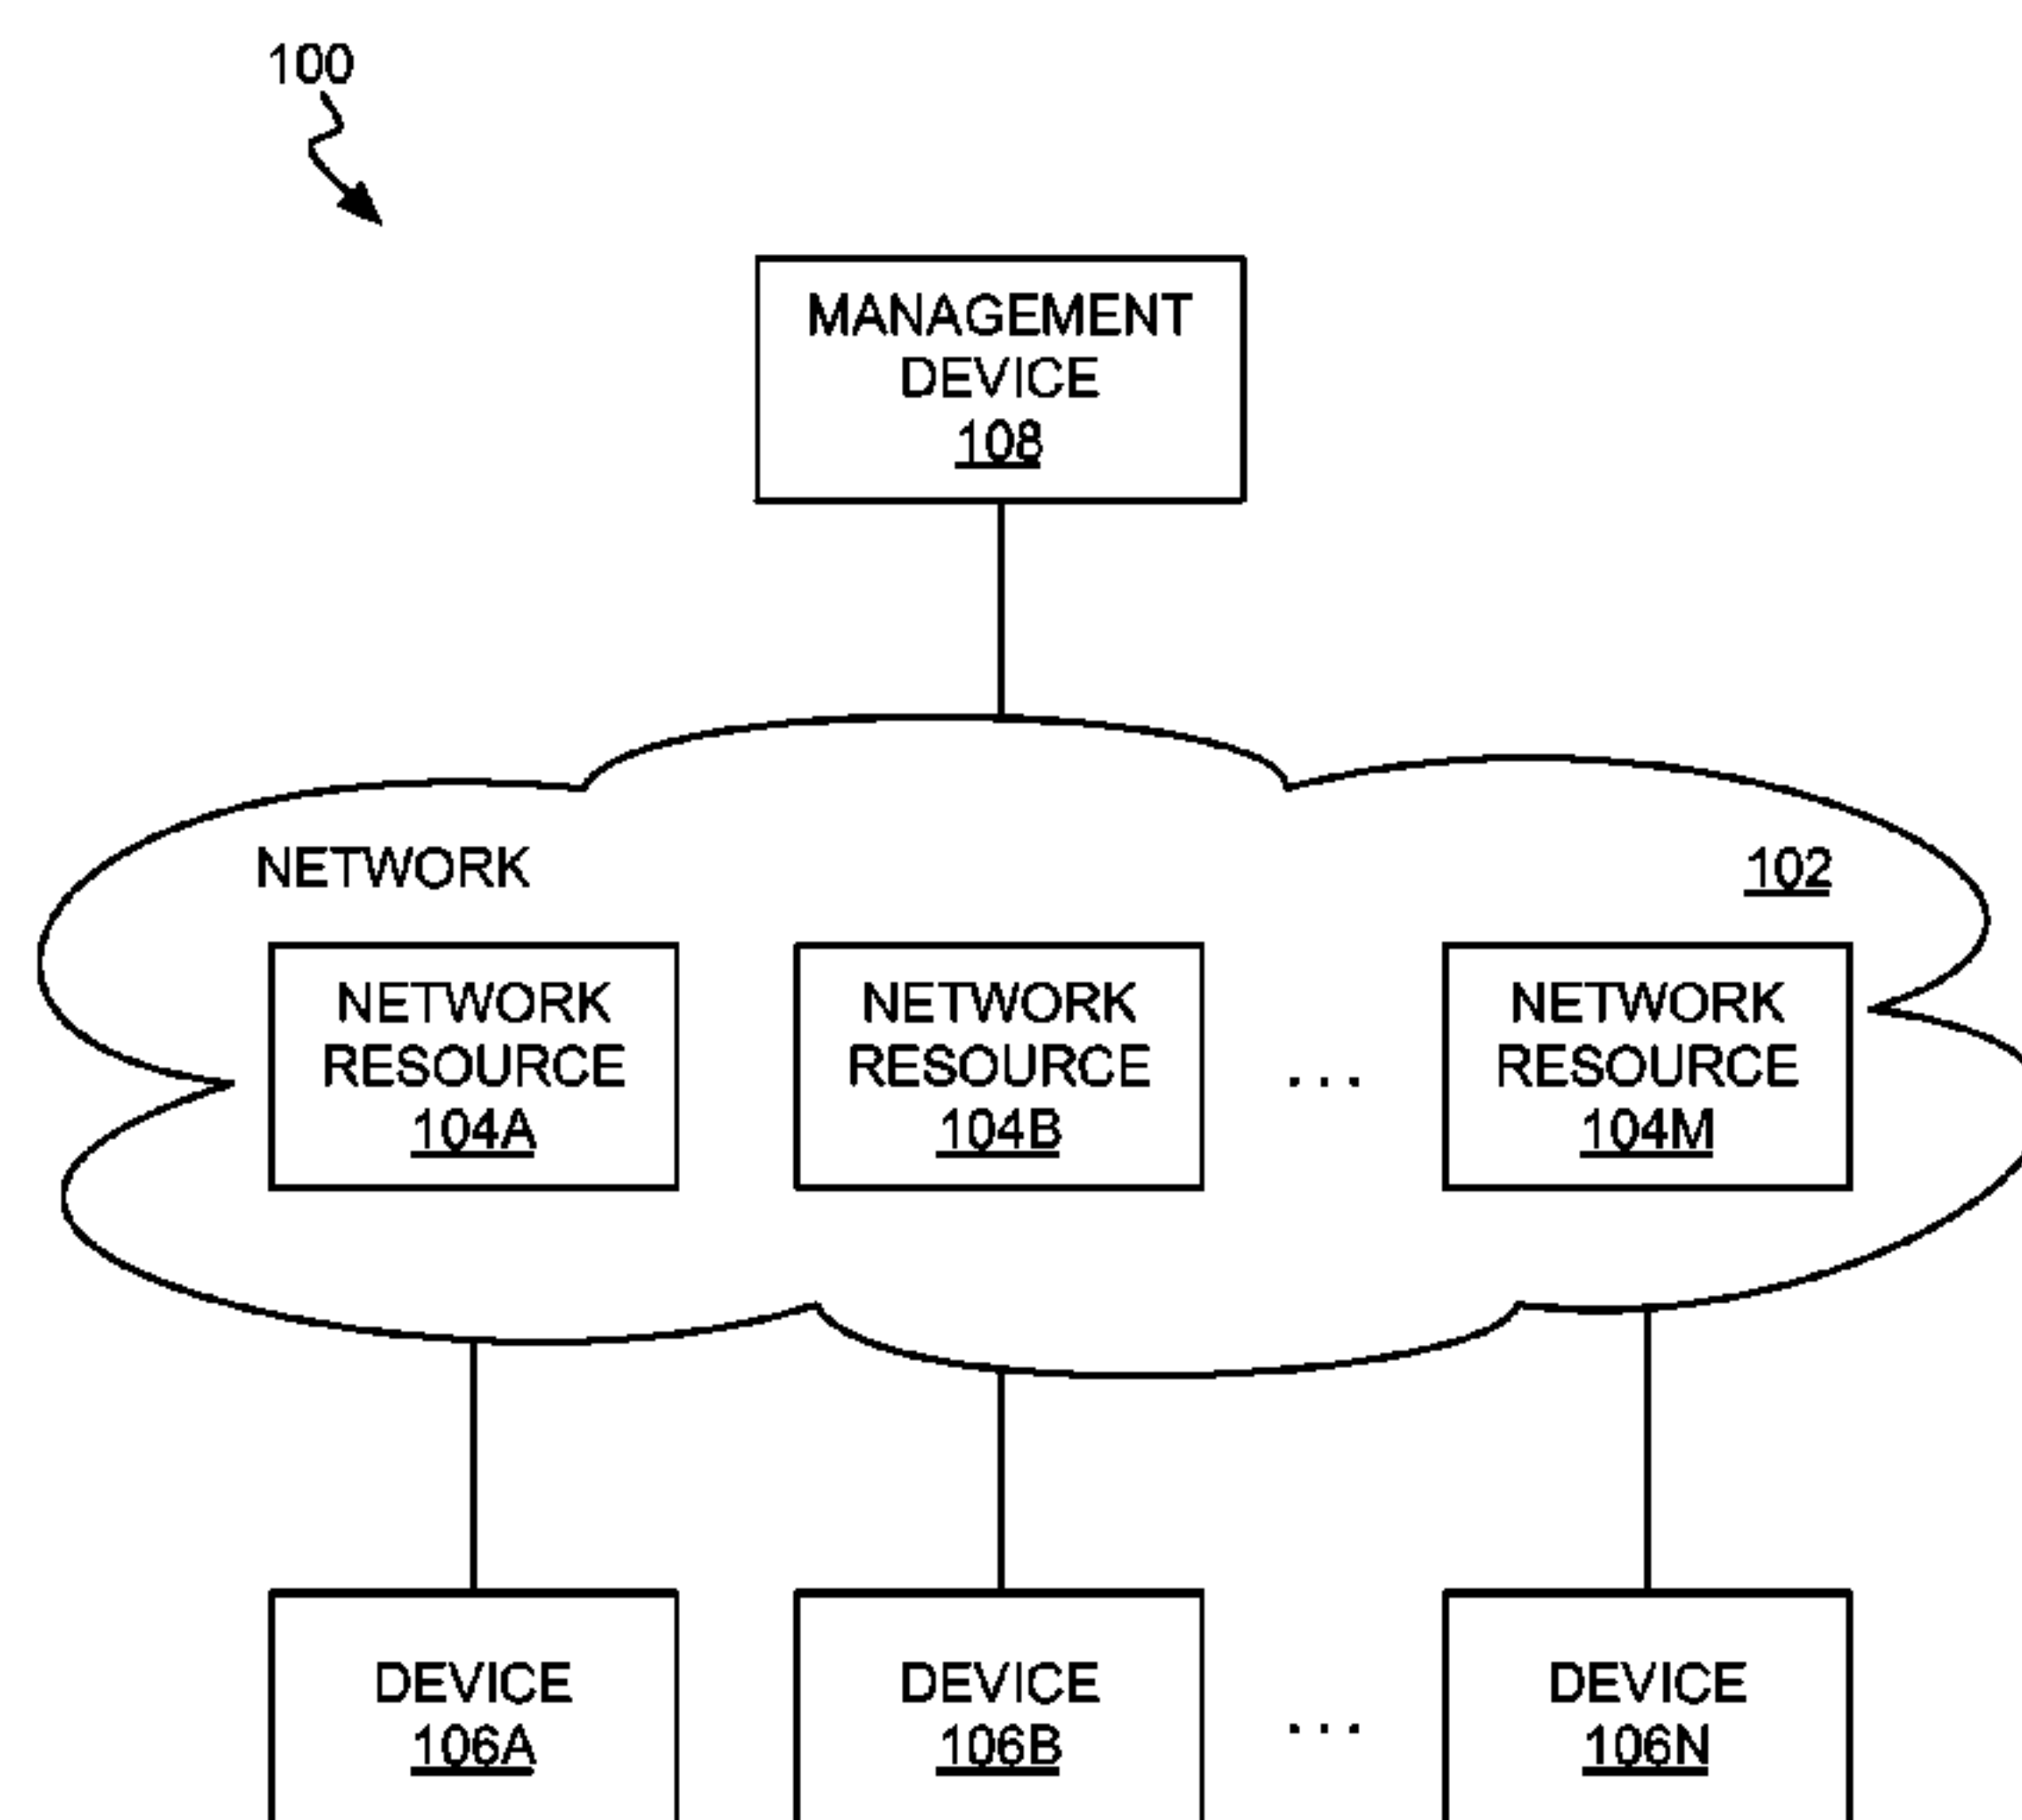 100
MANAGEMENT
DEVICE
108
NETWORK
102
NETWORK
RESOURCE
104A
NETWORK
RESOURCE
104B
...
NETWORK
RESOURCE
104M
DEVICE
106A
DEVICE
106B
...
DEVICE
106N